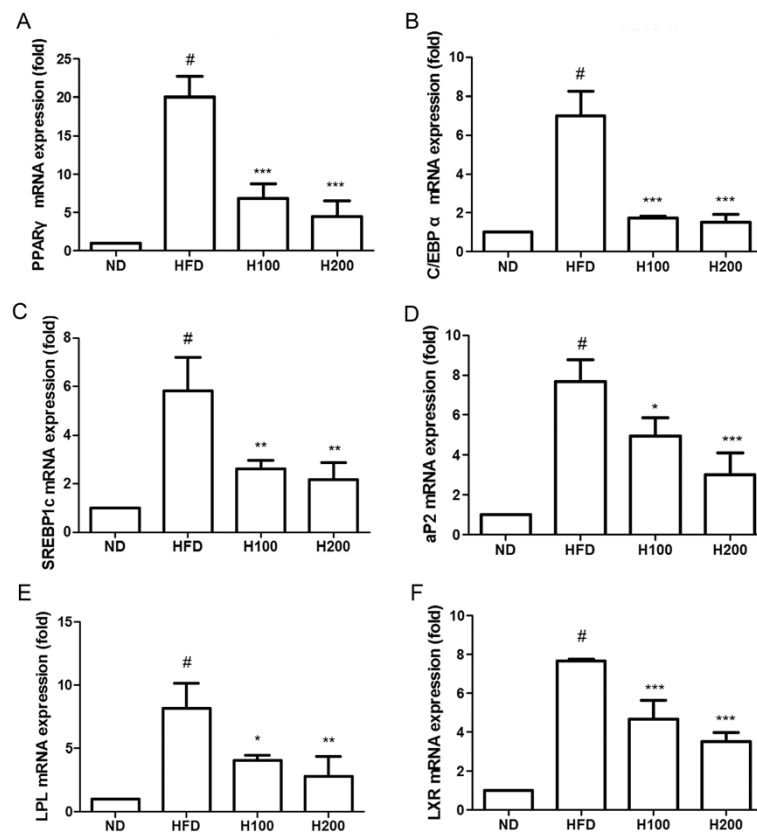 A
PPARγ mRNA expression (fold)
25
20
15
10
5
0
#
***
***
ND HFD H100 H200
B
C/EBP α mRNA expression (fold)
8
6
4
2
0
#
***
***
ND HFD H100 H200
C
SREBP1c mRNA expression (fold)
8
6
4
2
0
#
**
**
ND HFD H100 H200
D
aP2 mRNA expression (fold)
10
8
6
4
2
0
#
*
***
ND HFD H100 H200
E
LPL mRNA expression (fold)
15
10
5
0
#
*
**
ND HFD H100 H200
F
LXR mRNA expression (fold)
10
8
6
4
2
0
#
***
***
ND HFD H100 H200